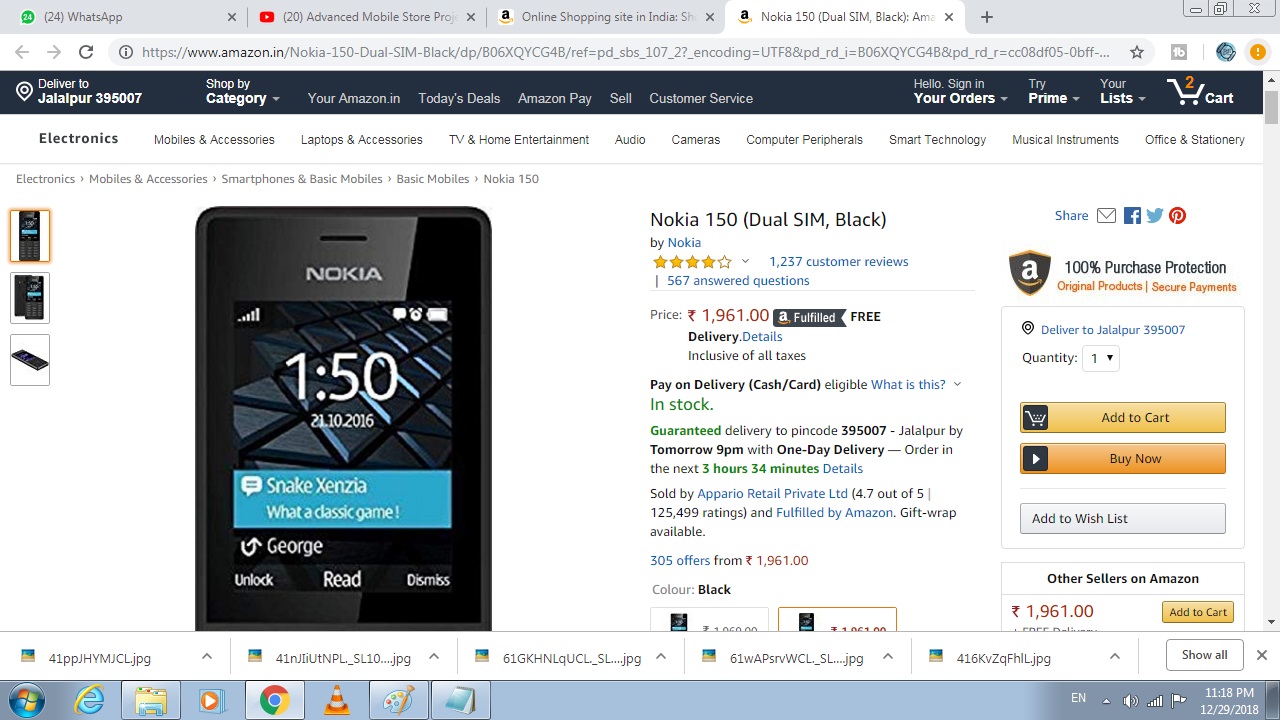 (24) WhatsApp
(20) Advanced Mobile Store Proje
Online Shopping site in India: Sh
Nokia 150 (Dual SIM, Black): Ama
https://www.amazon.in/Nokia-150-Dual-SIM-Black/dp/B06XQYCG4B/ref=pd_sbs_107_2?_encoding=UTF8&pd_rd_i=B06XQYCG4B&pd_rd_r=cc08df05-0bff-...
Deliver to
Jalalpur 395007
Shop by
Category
Your Amazon.in
Today's Deals
Amazon Pay
Sell
Customer Service
Hello. Sign in
Your Orders
Try
Prime
Your
Lists
2
Cart
Electronics
Mobiles & Accessories
Laptops & Accessories
TV & Home Entertainment
Audio
Cameras
Computer Peripherals
Smart Technology
Musical Instruments
Office & Stationery
Electronics › Mobiles & Accessories › Smartphones & Basic Mobiles › Basic Mobiles › Nokia 150
NOKIA
1:50
21.10.2016
Snake Xenzia
What a classic game !
George
Unlock Read Dismiss
Nokia 150 (Dual SIM, Black)
by Nokia
1,237 customer reviews
| 567 answered questions
Price: ₹ 1,961.00 a Fulfilled FREE
Delivery.Details
Inclusive of all taxes
Pay on Delivery (Cash/Card) eligible What is this?
In stock.
Guaranteed delivery to pincode 395007 - Jalalpur by
Tomorrow 9pm with One-Day Delivery — Order in
the next 3 hours 34 minutes Details
Sold by Appario Retail Private Ltd (4.7 out of 5 |
125,499 ratings) and Fulfilled by Amazon. Gift-wrap
available.
305 offers from ₹ 1,961.00
Colour: Black
₹ 1,969.00
₹ 1,961.00
Share
a
100% Purchase Protection
Original Products | Secure Payments
Deliver to Jalalpur 395007
Quantity: 1
Add to Cart
Buy Now
Add to Wish List
Other Sellers on Amazon
₹ 1,961.00
Add to Cart
+ FREE Delivery
41ppJHYMJCL.jpg
41nJIiUtNPL_SL10....jpg
61GKHNLqUCL_SL...jpg
61wAPsrvWCL._SL...jpg
416KvZqFhlL.jpg
Show all
EN
11:18 PM
12/29/2018